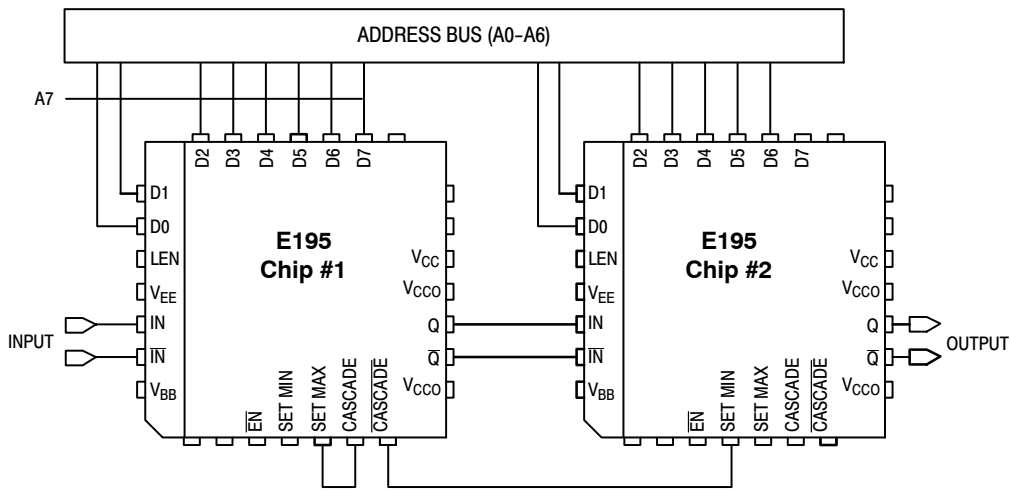 ADDRESS BUS (A0–A6)
A7
D2 D3 D4 D5 D6 D7
D1
D0
LEN
VEE
IN
IN
VBB
E195
Chip #1
VCC
VCCO
Q
Q
VCCO
EN SET MIN SET MAX CASCADE CASCADE
INPUT
D2 D3 D4 D5 D6 D7
D1
D0
LEN
VEE
IN
IN
VBB
E195
Chip #2
VCC
VCCO
Q
Q
VCCO
EN SET MIN SET MAX CASCADE CASCADE
OUTPUT